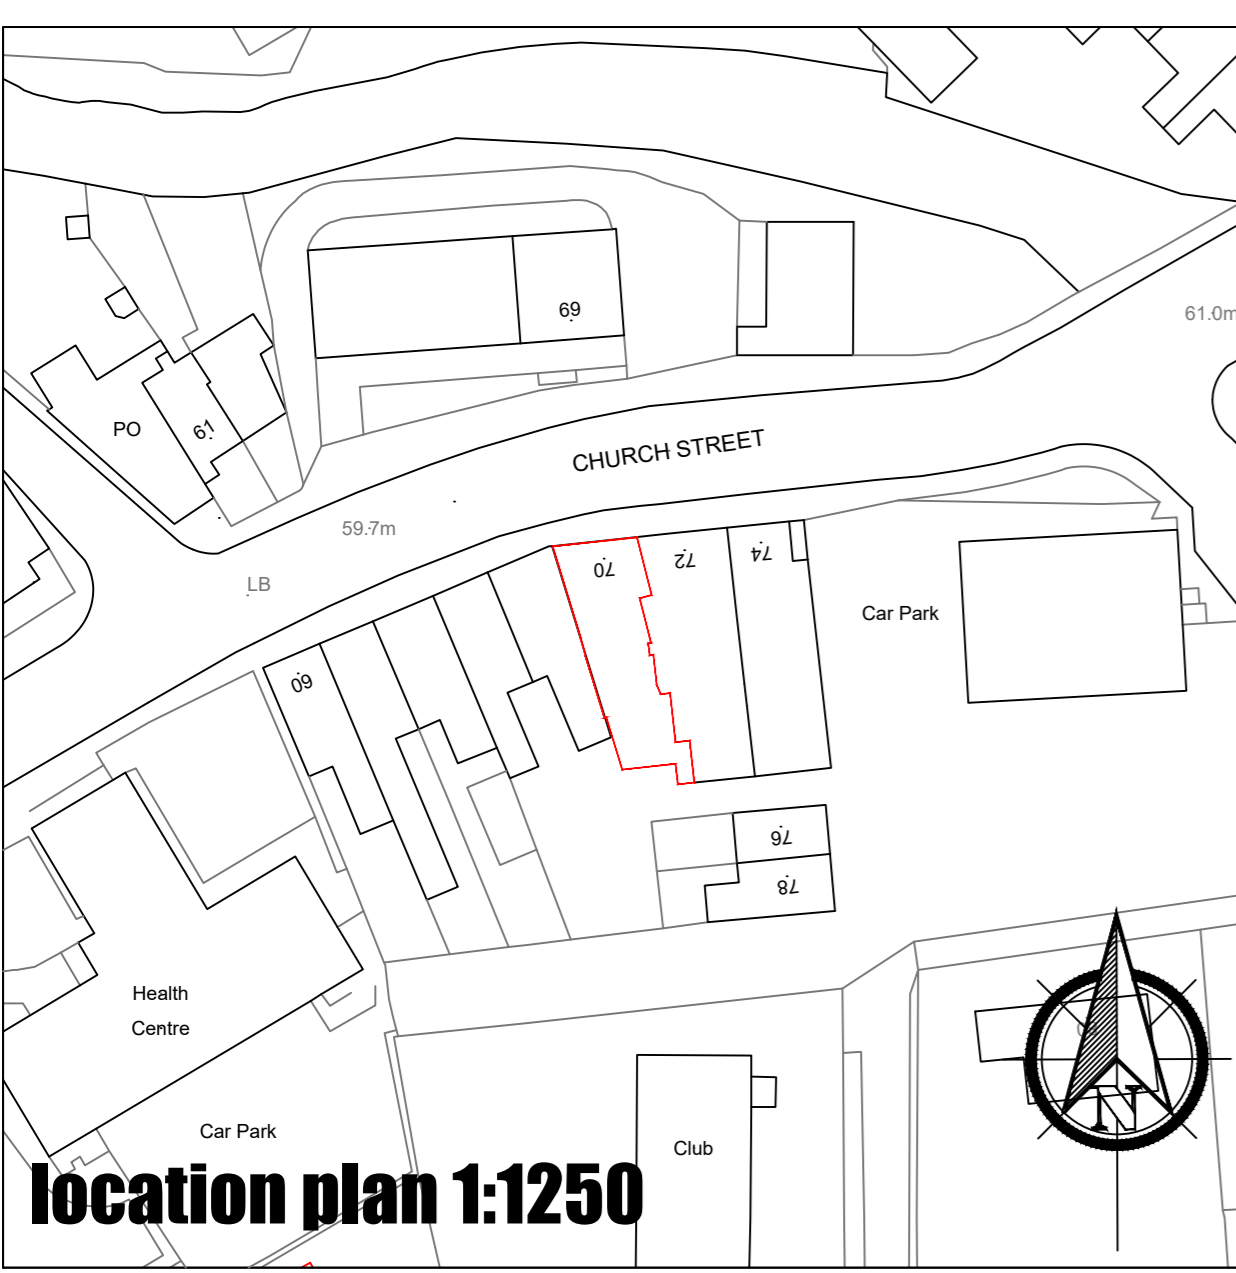 61.0m
69
PO
61
CHURCH STREET
59.7m
LB
70
72
74
Car Park
60
76
78
Health
Centre
Car Park
Club
N
location plan 1:1250